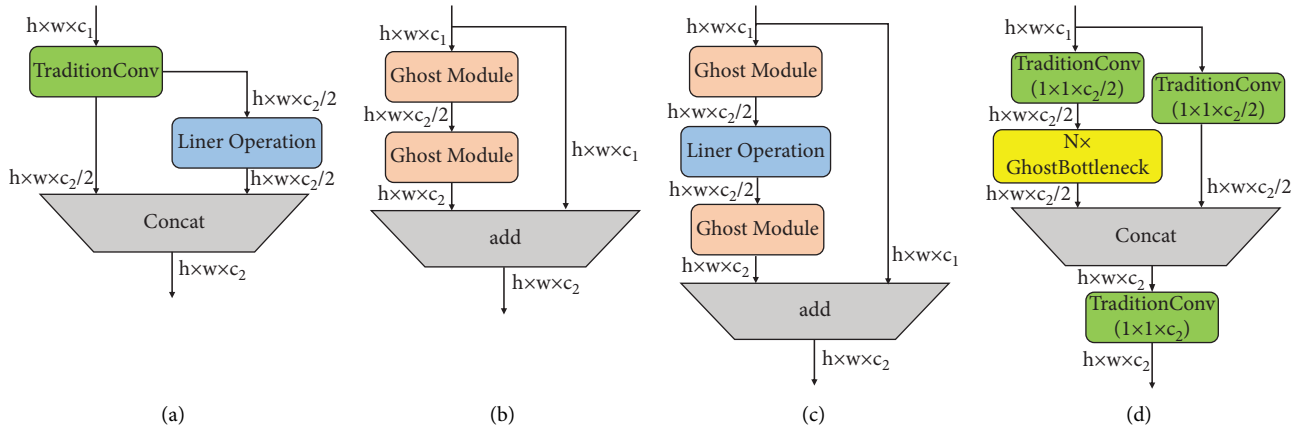 h×w×c₁
TraditionConv
h×w×c₂/2
Liner Operation
h×w×c₂/2
h×w×c₂/2
Concat
h×w×c₂
(a)
h×w×c₁
Ghost Module
h×w×c₂/2
Ghost Module
h×w×c₁
h×w×c₂
add
h×w×c₂
(b)
h×w×c₁
Ghost Module
h×w×c₂/2
Liner Operation
h×w×c₂/2
Ghost Module
h×w×c₂
h×w×c₁
add
h×w×c₂
(c)
h×w×c₁
TraditionConv
(1×1×c₂/2)
TraditionConv
(1×1×c₂/2)
h×w×c₂/2
N×
GhostBottleneck
h×w×c₂/2
h×w×c₂/2
Concat
h×w×c₂
TraditionConv
(1×1×c₂)
h×w×c₂
(d)